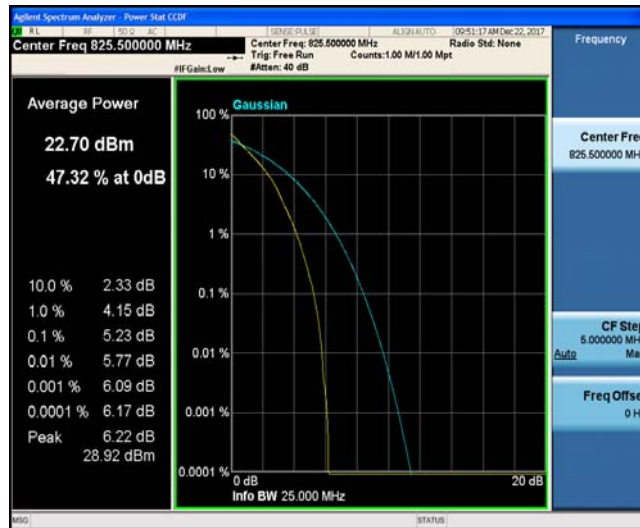 Agilent Spectrum Analyzer - Power Stat CCDF
RL RF 50 Ω AC SENSE:PULSE ALIGN AUTO 09:51:17 AM Dec 22, 2017
Center Freq 825.500000 MHz
Center Freq: 825.500000 MHz
Radio Std: None
Trig: Free Run Counts:1.00 M/1.00 Mpt
#IFGain:Low #Atten: 40 dB
Frequency
Average Power
22.70 dBm
47.32 % at 0dB
10.0 % 2.33 dB
1.0 % 4.15 dB
0.1 % 5.23 dB
0.01 % 5.77 dB
0.001 % 6.09 dB
0.0001 % 6.17 dB
Peak 6.22 dB
28.92 dBm
Gaussian
100 %
10 %
1 %
0.1 %
0.01 %
0.001 %
0.0001 %
0 dB
20 dB
Info BW 25.000 MHz
Center Fre
825.500000 MH
CF Step
5.000000 MH
Auto Ma
Freq Offse
0 H
MSG
STATUS